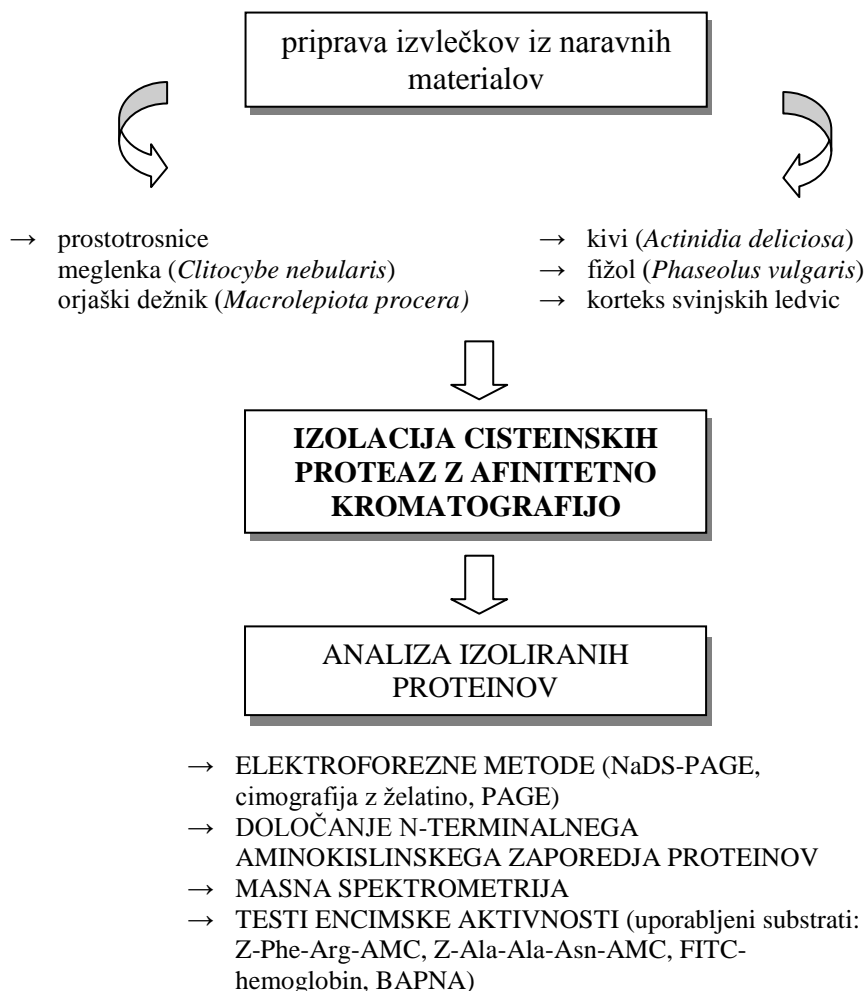 priprava izvlečkov iz naravnih
materialov
→ prostotrosnice
meglenka (Clitocybe nebularis)
orjaški dežnik (Macrolepiota procera)
→ kivi (Actinidia deliciosa)
→ fižol (Phaseolus vulgaris)
→ korteks svinjskih ledvic
IZOLACIJA CISTEINSKIH
PROTEAZ Z AFINITETNO
KROMATOGRAFIJO
ANALIZA IZOLIRANIH
PROTEINOV
→ ELEKTROFOREZNE METODE (NaDS-PAGE,
cimografija z želatino, PAGE)
→ DOLOČANJE N-TERMINALNEGA
AMINOKISLINSKEGA ZAPOREDJA PROTEINOV
→ MASNA SPEKTROMETRIJA
→ TESTI ENCIMSKE AKTIVNOSTI (uporabljeni substrati:
Z-Phe-Arg-AMC, Z-Ala-Ala-Asn-AMC, FITC-
hemoglobin, BAPNA)